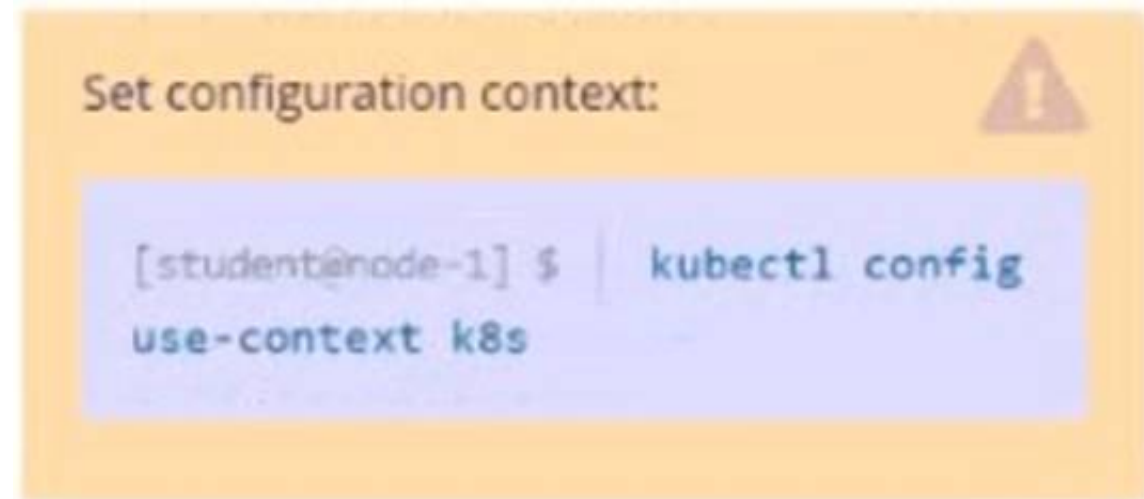 Set configuration context:
[student@node-1] $ | kubectl config
use-context k8s